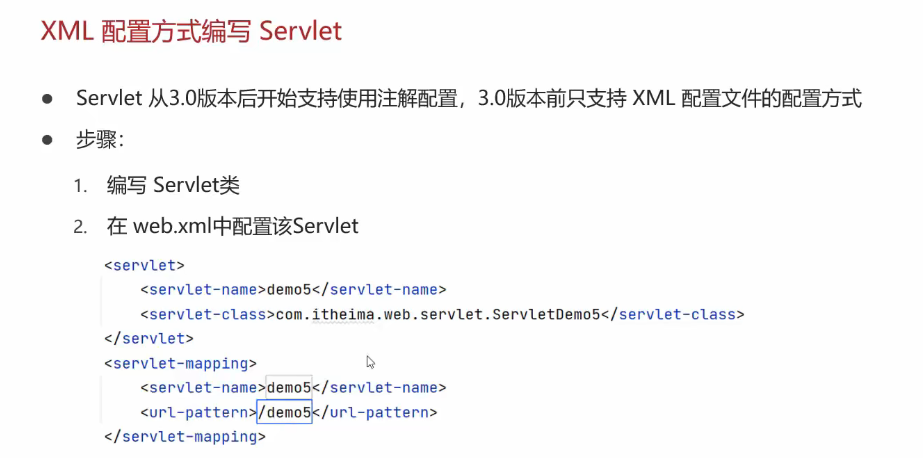 XML 配置方式编写 Servlet
● Servlet 从3.0版本后开始支持使用注解配置，3.0版本前只支持 XML 配置文件的配置方式
● 步骤：
1. 编写 Servlet类
2. 在 web.xml中配置该Servlet
<servlet>
    <servlet-name>demo5</servlet-name>
    <servlet-class>com.itheima.web.servlet.ServletDemo5</servlet-class>
</servlet>
<servlet-mapping>
    <servlet-name>demo5</servlet-name>
    <url-pattern>/demo5</url-pattern>
</servlet-mapping>